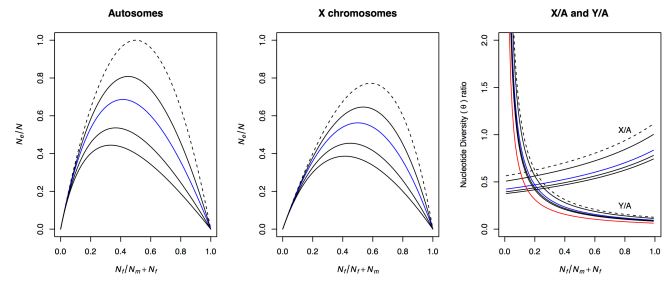 Autosomes
Ne/N
0.0 0.2 0.4 0.6 0.8 1.0
0.0 0.2 0.4 0.6 0.8 1.0
Nf/Nm+Nf
X chromosomes
Ne/N
0.0 0.2 0.4 0.6 0.8 1.0
0.0 0.2 0.4 0.6 0.8 1.0
Nf/Nf+Nm
X/A and Y/A
Nucleotide Diversity ( θ ) ratio
0.0 0.5 1.0 1.5 2.0
X/A
Y/A
0.0 0.2 0.4 0.6 0.8 1.0
Nf/Nm+Nf